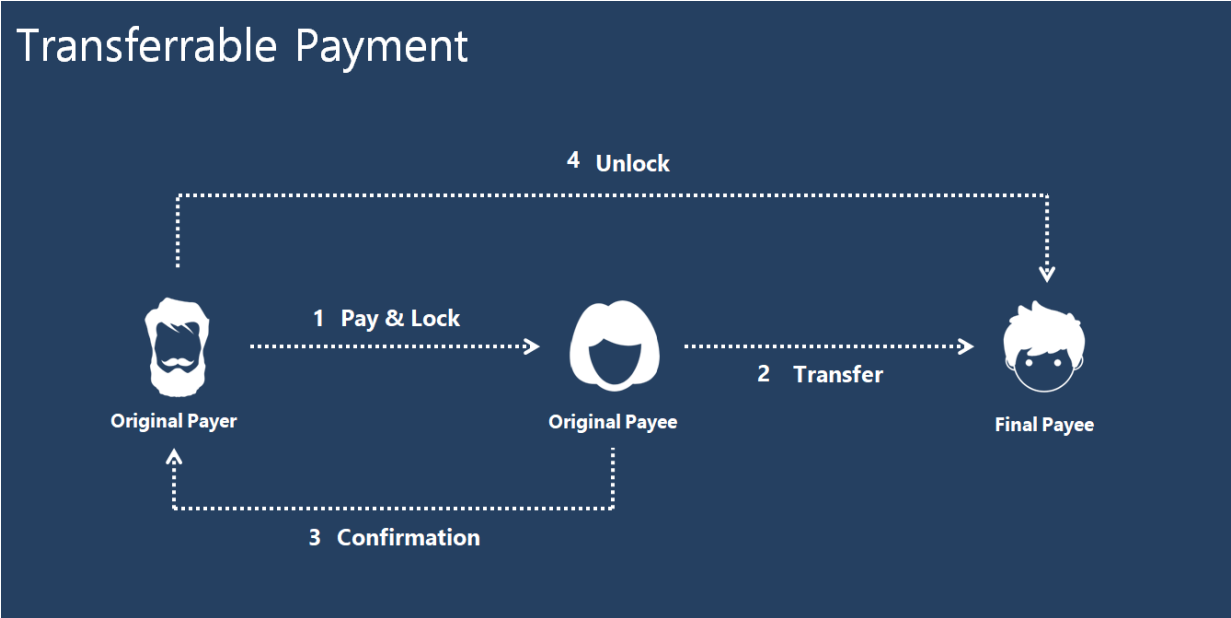 Transferrable Payment
4 Unlock
1 Pay & Lock
2 Transfer
Original Payer
Original Payee
Final Payee
3 Confirmation